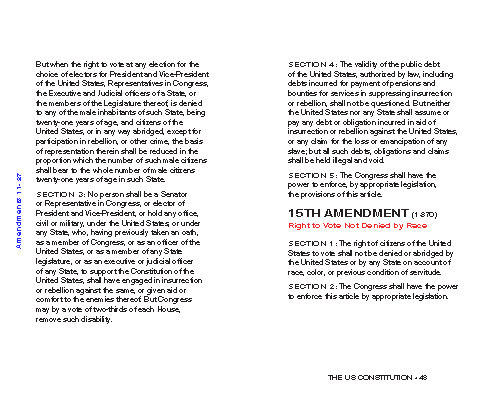 But when the right to vote at any election for the
choice of electors for President and Vice-President
of the United States, Representatives in Congress,
the Executive and Judicial officers of a State, or
the members of the Legislature thereof, is denied
to any of the male inhabitants of such State, being
twenty-one years of age, and citizens of the
United States, or in any way abridged, except for
participation in rebellion, or other crime, the basis
of representation therein shall be reduced in the
proportion which the number of such male citizens
shall bear to the whole number of male citizens
twenty-one years of age in such State.
SECTION 3: No person shall be a Senator
or Representative in Congress, or elector of
President and Vice-President, or hold any office,
civil or military, under the United States, or under
any State, who, having previously taken an oath,
as a member of Congress, or as an officer of the
United States, or as a member of any State
legislature, or as an executive or judicial officer
of any State, to support the Constitution of the
United States, shall have engaged in insurrection
or rebellion against the same, or given aid or
comfort to the enemies thereof. But Congress
may by a vote of two-thirds of each House,
remove such disability.
Amendments 11-27
SECTION 4: The validity of the public debt
of the United States, authorized by law, including
debts incurred for payment of pensions and
bounties for services in suppressing insurrection
or rebellion, shall not be questioned. But neither
the United States nor any State shall assume or
pay any debt or obligation incurred in aid of
insurrection or rebellion against the United States,
or any claim for the loss or emancipation of any
slave; but all such debts, obligations and claims
shall be held illegal and void.
SECTION 5: The Congress shall have the
power to enforce, by appropriate legislation,
the provisions of this article.
15TH AMENDMENT (1870)
Right to Vote Not Denied by Race
SECTION 1: The right of citizens of the United
States to vote shall not be denied or abridged by
the United States or by any State on account of
race, color, or previous condition of servitude.
SECTION 2: The Congress shall have the power
to enforce this article by appropriate legislation.
THE US CONSTITUTION • 43